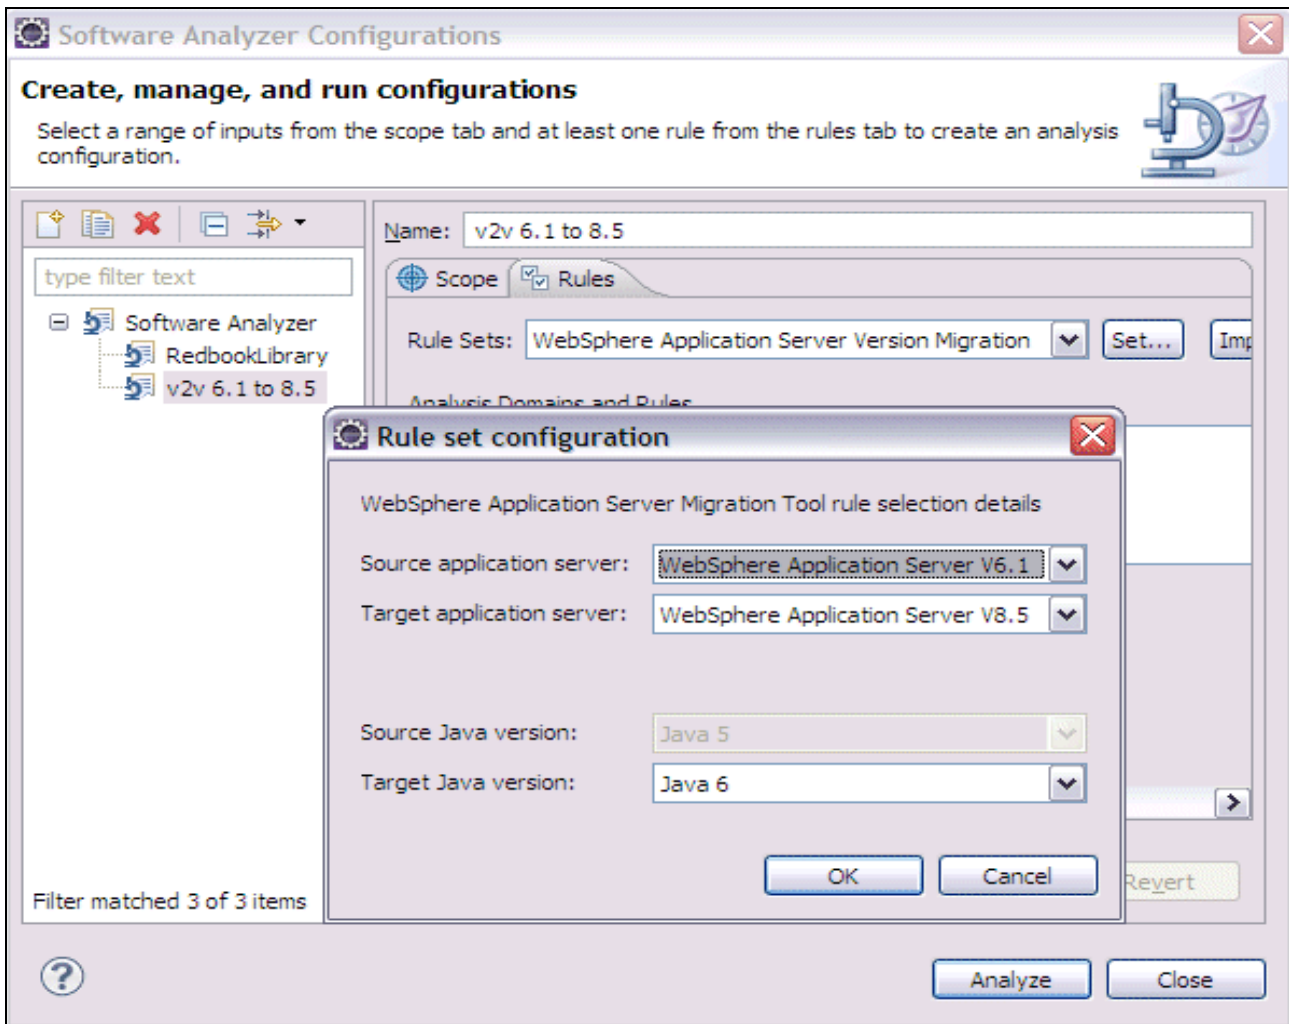 Software Analyzer Configurations
Create, manage, and run configurations
Select a range of inputs from the scope tab and at least one rule from the rules tab to create an analysis
configuration.
type filter text
Software Analyzer
RedbookLibrary
v2v 6.1 to 8.5
Filter matched 3 of 3 items
Name: v2v 6.1 to 8.5
Scope Rules
Rule Sets: WebSphere Application Server Version Migration Set... Imp
Analysis Domains and Rules
Rule set configuration
WebSphere Application Server Migration Tool rule selection details
Source application server: WebSphere Application Server V6.1
Target application server: WebSphere Application Server V8.5
Source Java version: Java 5
Target Java version: Java 6
OK Cancel
Revert
? Analyze Close